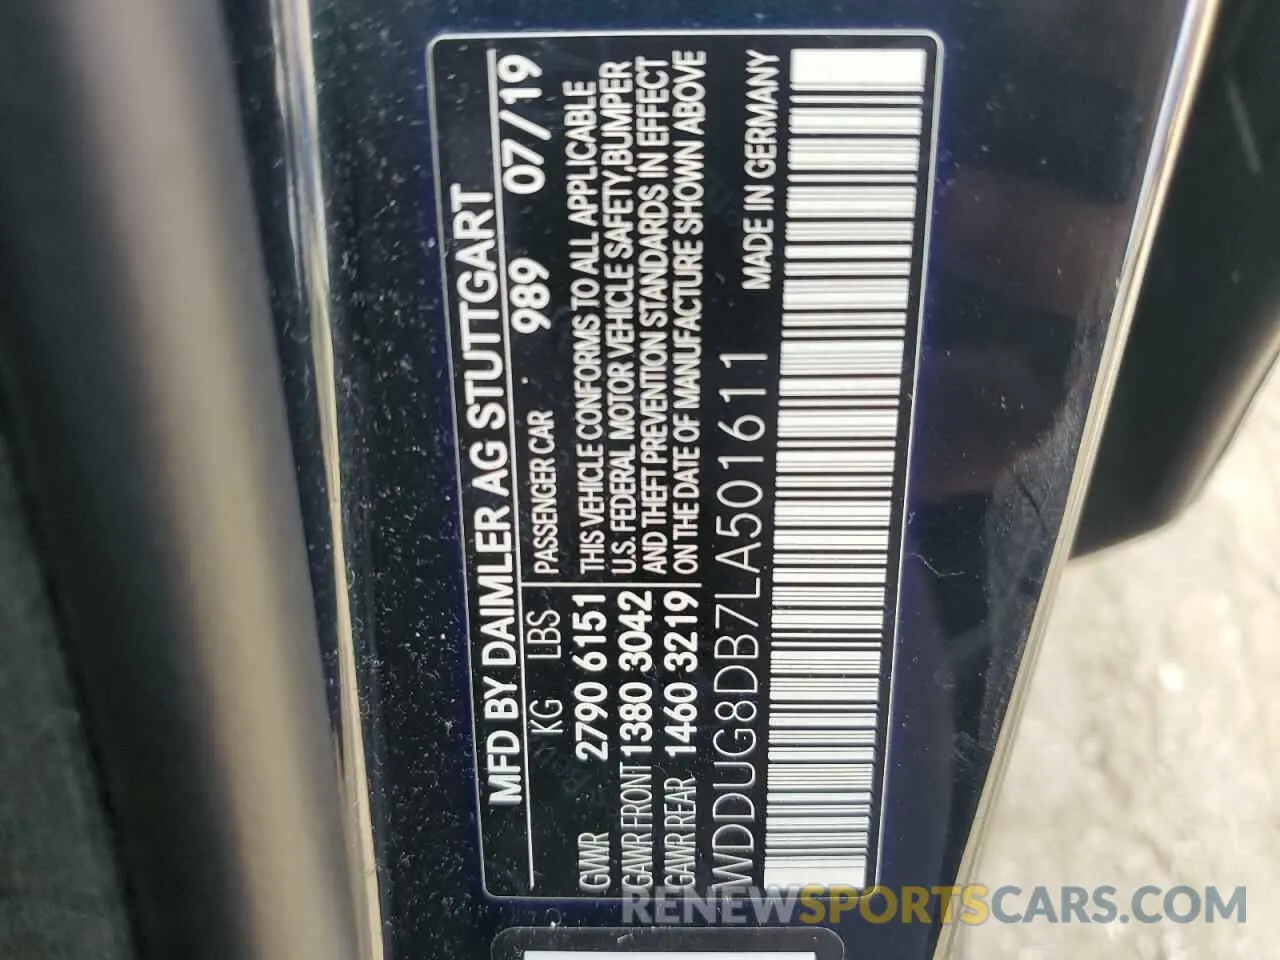 MFD BY DAIMLER AG STUTTGART
KG LBS PASSENGER CAR 989 07/19
GVWR 2790 6151 THIS VEHICLE CONFORMS TO ALL APPLICABLE
GAWR FRONT 1380 3042 U.S. FEDERAL MOTOR VEHICLE SAFETY,BUMPER
AND THEFT PREVENTION STANDARDS IN EFFECT
GAWR REAR 1460 3219 ON THE DATE OF MANUFACTURE SHOWN ABOVE
WDDUG8DB7LA501611 MADE IN GERMANY
RENEWSPORTSCARS.COM